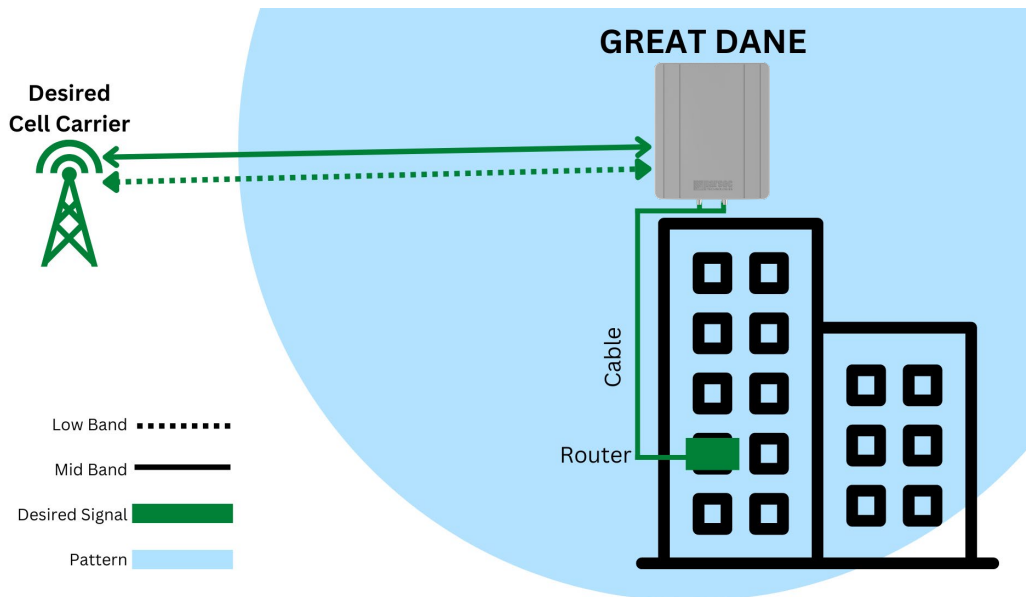 GREAT DANE
Desired
Cell Carrier
Cable
Router
Low Band
Mid Band
Desired Signal
Pattern